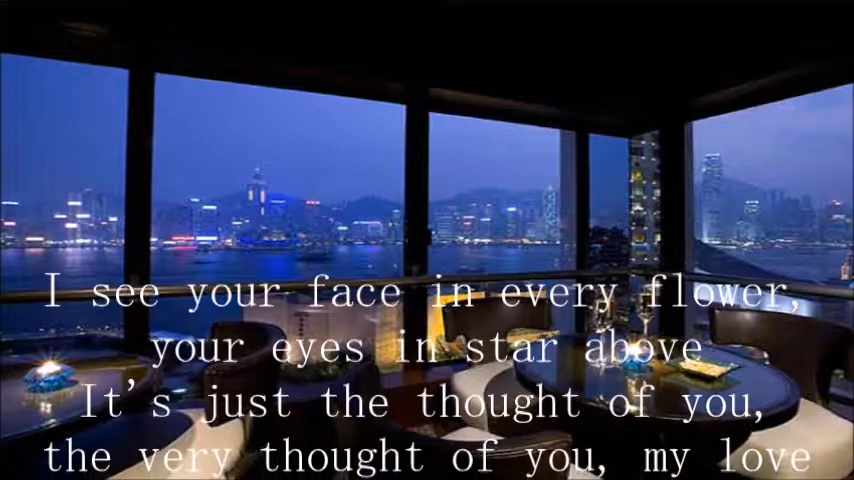 I see your face in every flower,
your eyes in star above
It's just the thought of you,
the very thought of you, my love